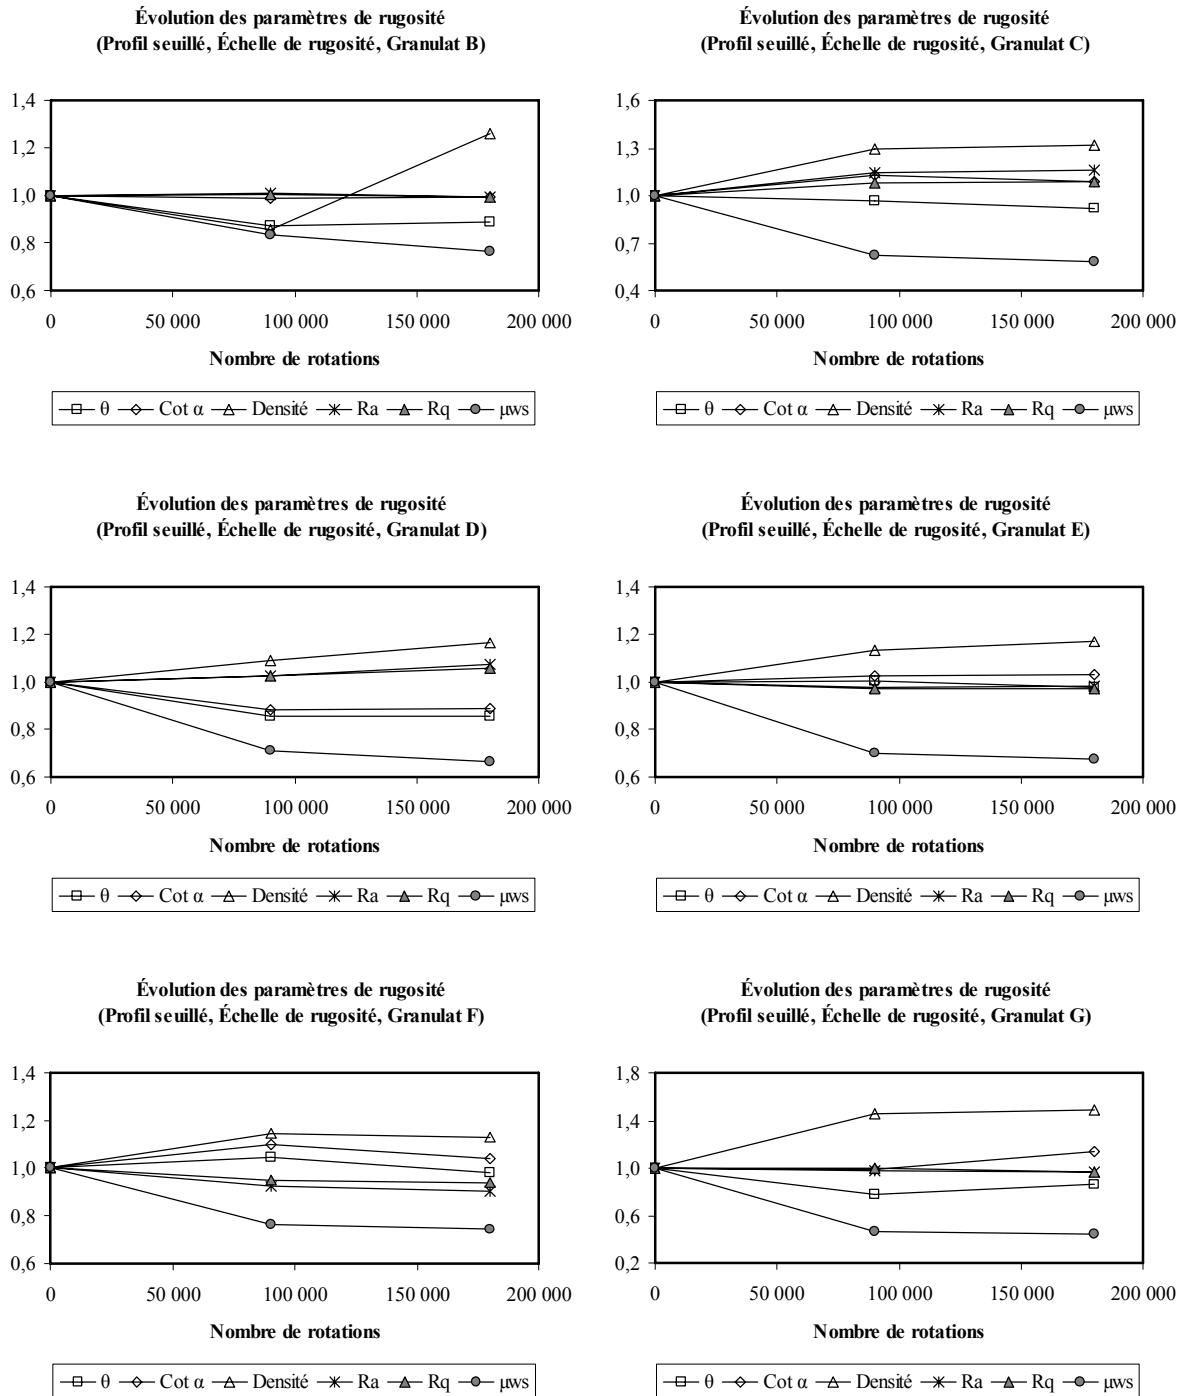 Évolution des paramètres de rugosité
(Profil seuillé, Échelle de rugosité, Granulat B)
1,4
1,2
1,0
0,8
0,6
0 50 000 100 000 150 000 200 000
Nombre de rotations
θ Cot α Densité Ra Rq μws
Évolution des paramètres de rugosité
(Profil seuillé, Échelle de rugosité, Granulat C)
1,6
1,3
1,0
0,7
0,4
0 50 000 100 000 150 000 200 000
Nombre de rotations
θ Cot α Densité Ra Rq μws
Évolution des paramètres de rugosité
(Profil seuillé, Échelle de rugosité, Granulat D)
1,4
1,2
1,0
0,8
0,6
0 50 000 100 000 150 000 200 000
Nombre de rotations
θ Cot α Densité Ra Rq μws
Évolution des paramètres de rugosité
(Profil seuillé, Échelle de rugosité, Granulat E)
1,4
1,2
1,0
0,8
0,6
0 50 000 100 000 150 000 200 000
Nombre de rotations
θ Cot α Densité Ra Rq μws
Évolution des paramètres de rugosité
(Profil seuillé, Échelle de rugosité, Granulat F)
1,4
1,2
1,0
0,8
0,6
0 50 000 100 000 150 000 200 000
Nombre de rotations
θ Cot α Densité Ra Rq μws
Évolution des paramètres de rugosité
(Profil seuillé, Échelle de rugosité, Granulat G)
1,8
1,4
1,0
0,6
0,2
0 50 000 100 000 150 000 200 000
Nombre de rotations
θ Cot α Densité Ra Rq μws